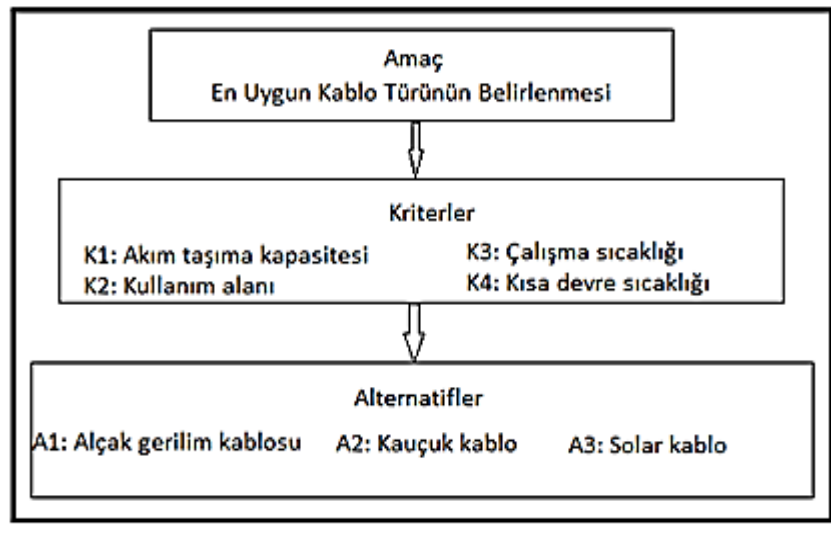 Amaç
En Uygun Kablo Türünün Belirlenmesi
Kriterler
K1: Akım taşıma kapasitesi
K2: Kullanım alanı
K3: Çalışma sıcaklığı
K4: Kısa devre sıcaklığı
Alternatifler
A1: Alçak gerilim kablosu A2: Kauçuk kablo A3: Solar kablo